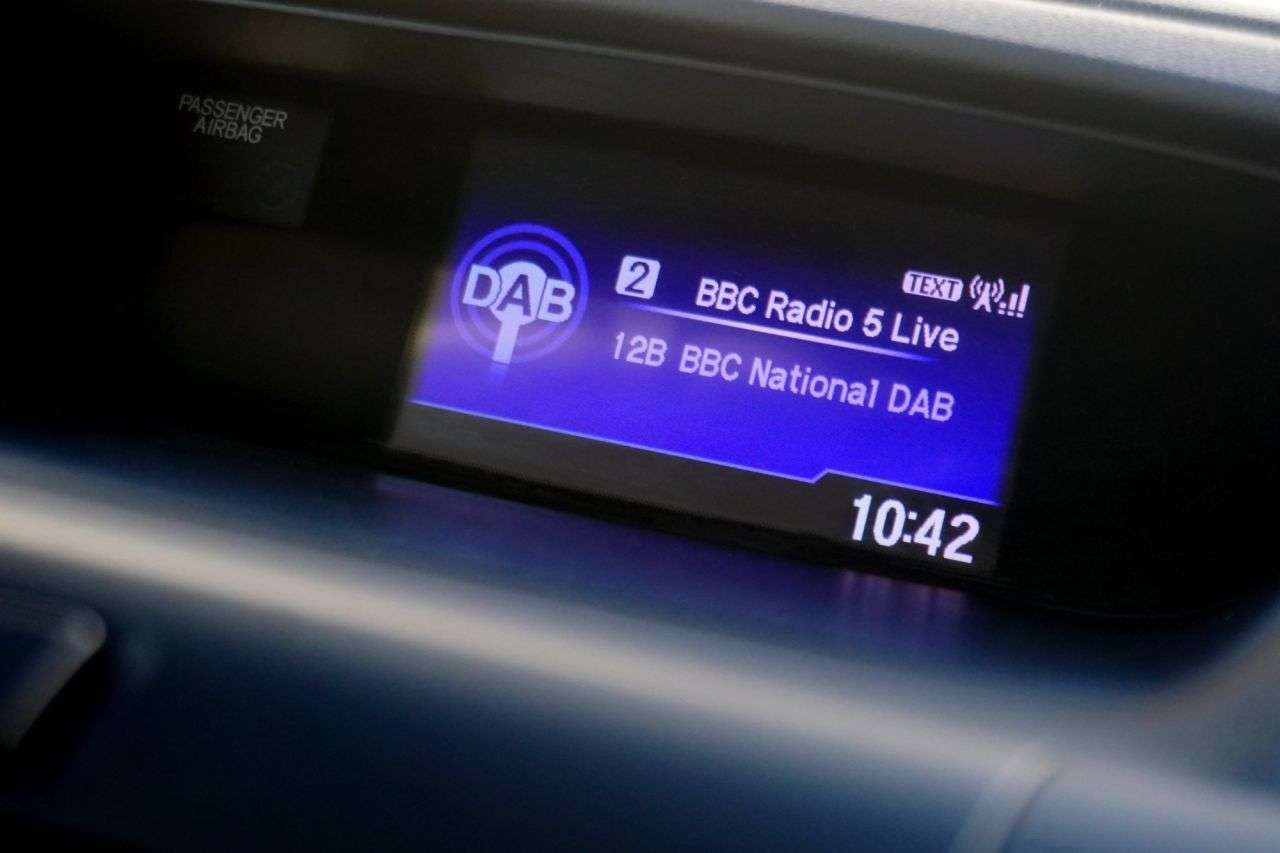 PASSENGER
AIRBAG
DAB
2 BBC Radio 5 Live TEXT
12B BBC National DAB
10:42